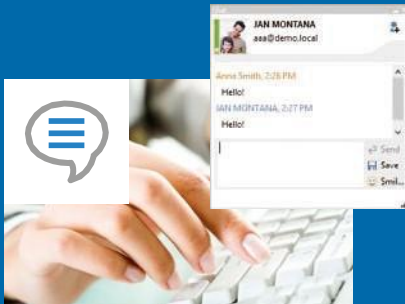 JAN MONTANA
aaa@demo.local
Anna Smith, 2:26 PM
Hello!
JAN MONTANA, 2:27 PM
Hello!
Send
Save
Smil...